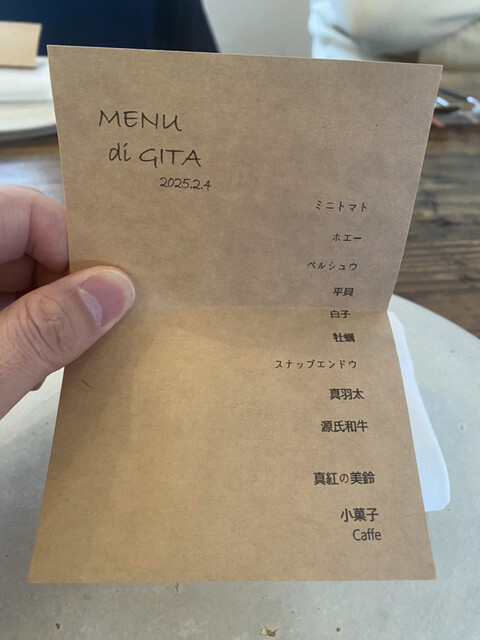 MENU
di GITA
2025.2.4
ミニトマト
ホエー
ペルシュウ
平貝
白子
牡蠣
スナップエンドウ
真羽太
源氏和牛
真紅の美鈴
小菓子
Caffe